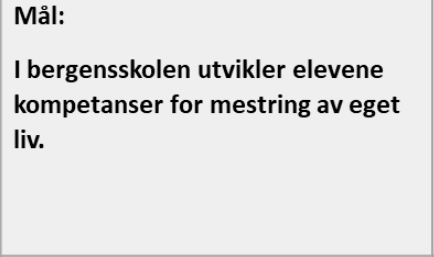 Mål:
I bergensskolen utvikler elevene
kompetanser for mestring av eget
liv.